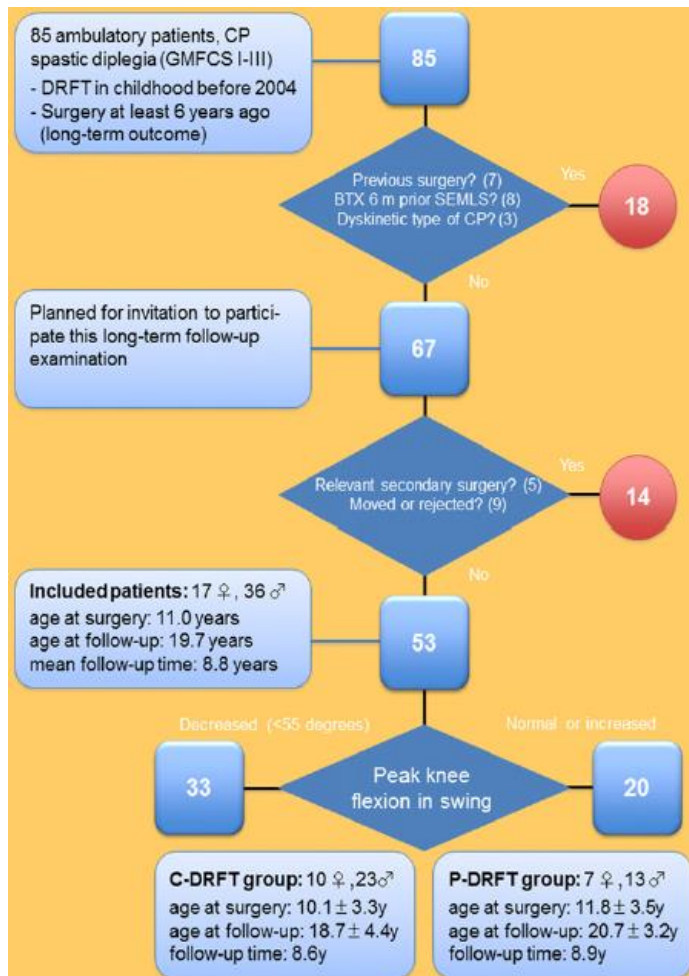 85 ambulatory patients, CP
spastic diplegia (GMFCS I-III)
- DRFT in childhood before 2004
- Surgery at least 6 years ago
(long-term outcome)
85
Previous surgery? (7)
BTX 6 m prior SEMLS? (8)
Dyskinetic type of CP? (3)
Yes
18
No
Planned for invitation to partici-
pate this long-term follow-up
examination
67
Relevant secondary surgery? (5)
Moved or rejected? (9)
Yes
14
No
Included patients: 17 ♀, 36 ♂
age at surgery: 11.0 years
age at follow-up: 19.7 years
mean follow-up time: 8.8 years
53
Decreased (<55 degrees)
Normal or increased
33
Peak knee
flexion in swing
20
C-DRFT group: 10 ♀, 23♂
age at surgery: 10.1 ± 3.3y
age at follow-up: 18.7 ± 4.4y
follow-up time: 8.6y
P-DRFT group: 7 ♀, 13 ♂
age at surgery: 11.8 ± 3.5y
age at follow-up: 20.7 ± 3.2y
follow-up time: 8.9y